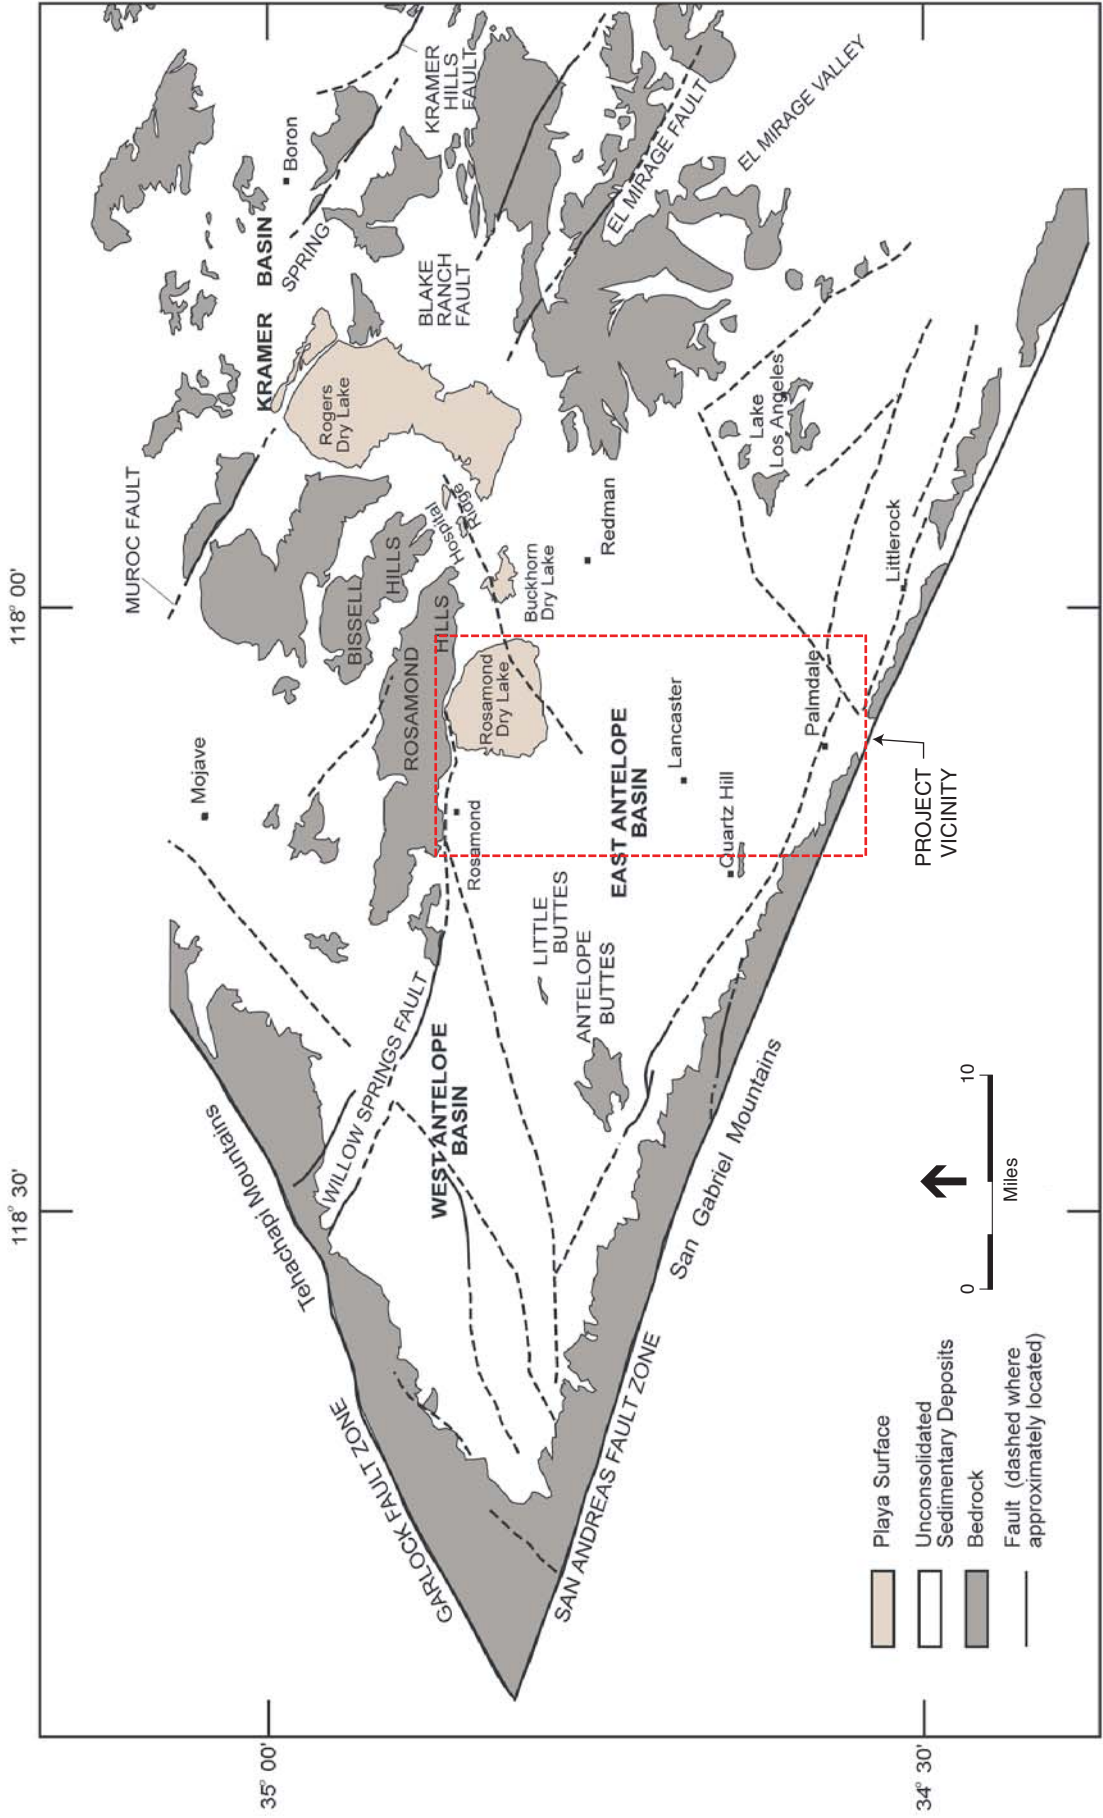 118° 30'
118° 00'
35° 00'
34° 30'
Tehachapi Mountains
GARLOCK FAULT ZONE
SAN ANDREAS FAULT ZONE
San Gabriel Mountains
WILLOW SPRINGS FAULT
WEST ANTELOPE
BASIN
ANTELOPE
BUTTES
LITTLE
BUTTES
EAST ANTELOPE
BASIN
Mojave
MUROC FAULT
BISSELL
HILLS
ROSAMOND
HILLS
Rosamond
Rosamond
Dry Lake
Lancaster
Quartz Hill
Palmdale
PROJECT
VICINITY
Hospital
Ridge
Buckhorn
Dry Lake
Redman
Littlerock
Lake
Los Angeles
Rogers
Dry Lake
KRAMER BASIN
SPRING
Boron
KRAMER
HILLS
FAULT
BLAKE
RANCH
FAULT
EL MIRAGE FAULT
EL MIRAGE VALLEY
Playa Surface
Unconsolidated
Sedimentary Deposits
Bedrock
Fault (dashed where
approximately located)
0 10
Miles